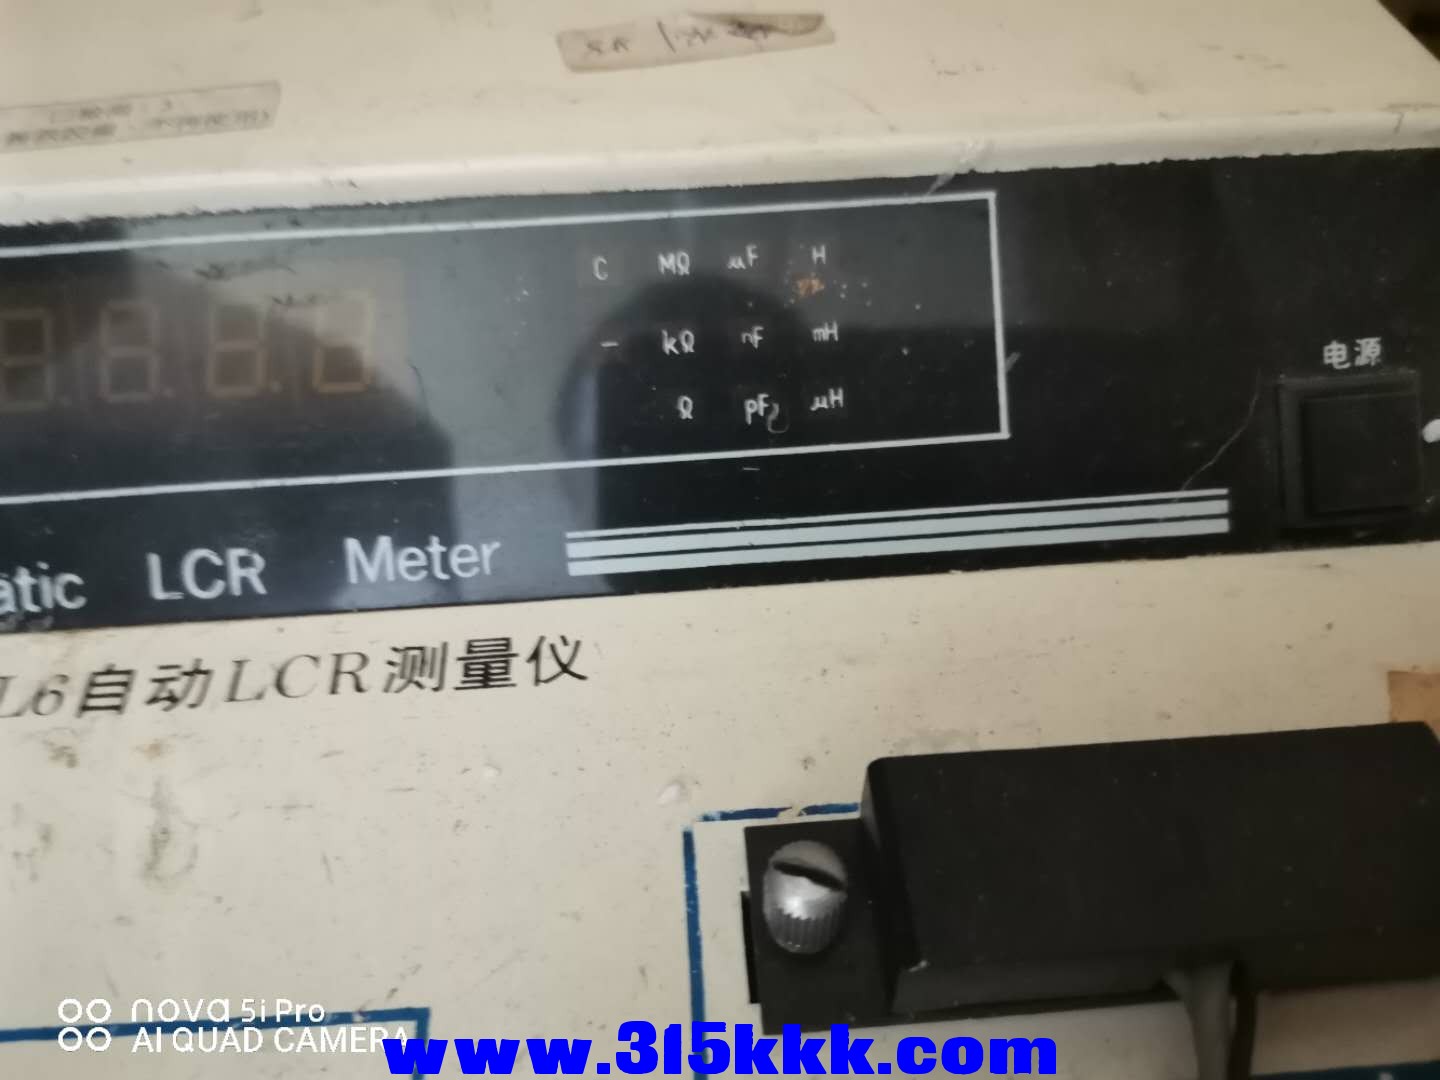 C MΩ µF H
- kΩ nF mH
Ω pF µH
电源
atic LCR Meter
L6自动LCR测量仪
nova 5i Pro
AI QUAD CAMERA
www.315kkk.com